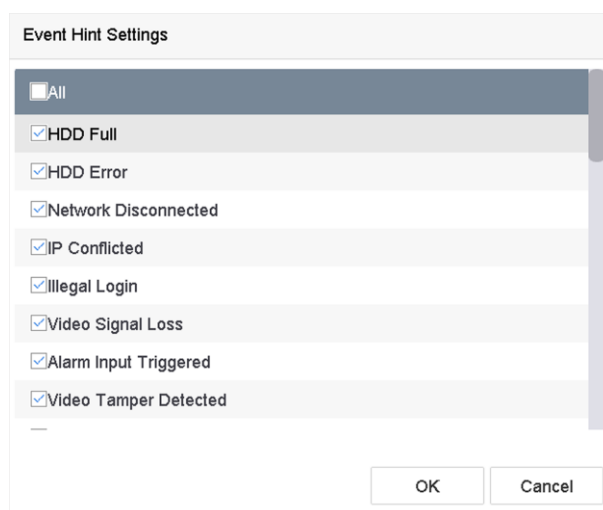 Event Hint Settings
All
HDD Full
HDD Error
Network Disconnected
IP Conflicted
Illegal Login
Video Signal Loss
Alarm Input Triggered
Video Tamper Detected
OK Cancel